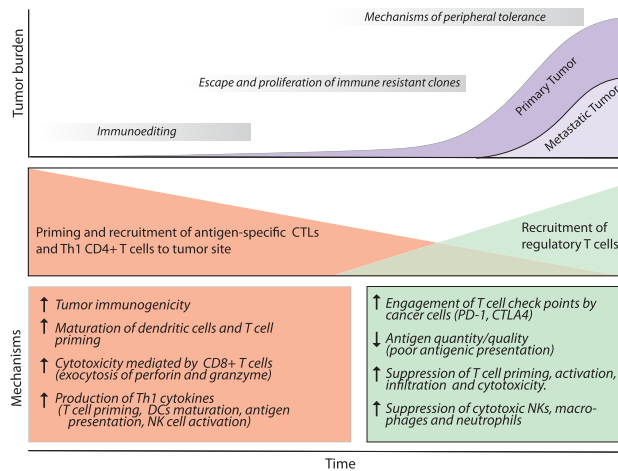 Mechanisms of peripheral tolerance
Tumor burden
Escape and proliferation of immune resistant clones
Primary Tumor
Metastatic Tumor
Immunoediting
Priming and recruitment of antigen-specific CTLs
and Th1 CD4+ T cells to tumor site
Recruitment of
regulatory T cells
Mechanisms
↑ Tumor immunogenicity
↑ Maturation of dendritic cells and T cell
priming
↑ Cytotoxicity mediated by CD8+ T cells
(exocytosis of perforin and granzyme)
↑ Production of Th1 cytokines
(T cell priming, DCs maturation, antigen
presentation, NK cell activation)
↑ Engagement of T cell check points by
cancer cells (PD-1, CTLA4)
↓ Antigen quantity/quality
(poor antigenic presentation)
↑ Suppression of T cell priming, activation,
infiltration and cytotoxicity.
↑ Suppression of cytotoxic NKs, macro-
phages and neutrophils
Time